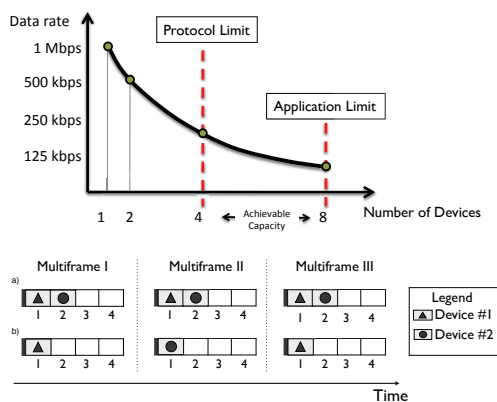 Data rate
Protocol Limit
1 Mbps
500 kbps
Application Limit
250 kbps
125 kbps
1 2 4 Achievable Capacity 8 Number of Devices
Multiframe I Multiframe II Multiframe III
a)
1 2 3 4 1 2 3 4 1 2 3 4
Legend
Device #1
Device #2
b)
1 2 3 4 1 2 3 4 1 2 3 4
Time